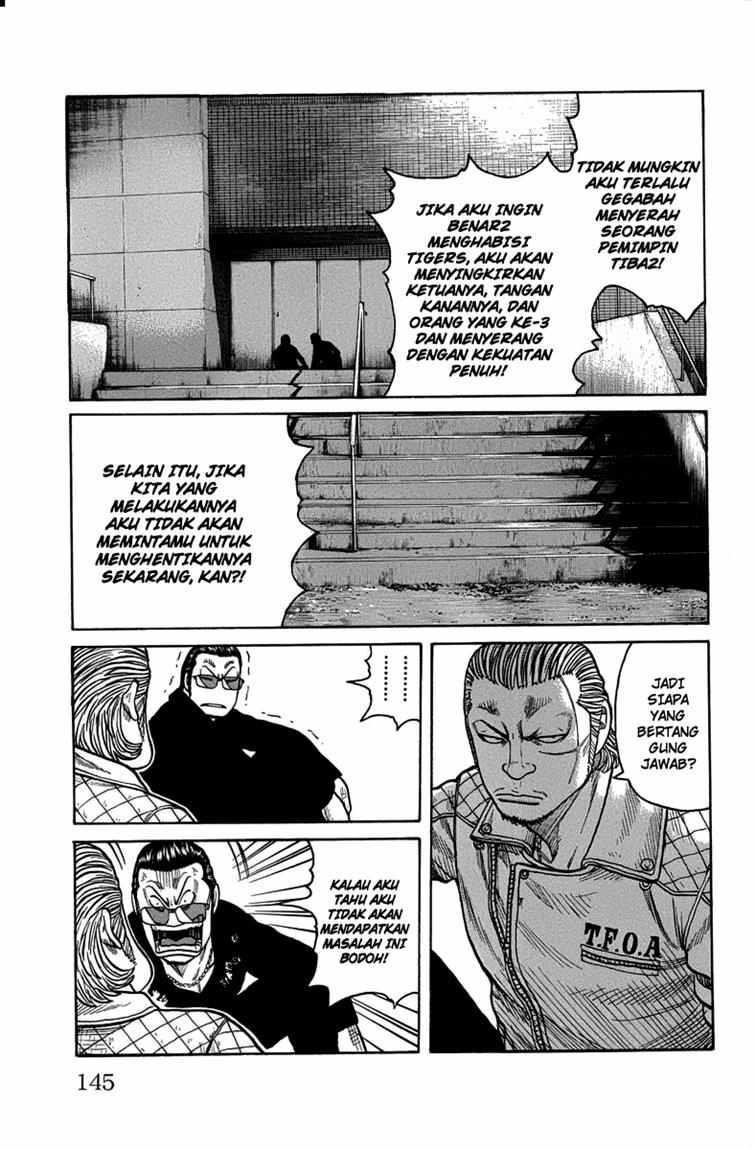 TIDAK MUNGKIN
AKU TERLALU
GEGABAH
MENYERAH
SEORANG
PEMIMPIN
TIBA2!
JIKA AKU INGIN
BENAR2
MENGHABISI
TIGERS, AKU AKAN
MENYINGKIRKAN
KETUANYA, TANGAN
KANANNYA, DAN
ORANG YANG KE-3
DAN MENYERANG
DENGAN KEKUATAN
PENUH!
SELAIN ITU, JIKA
KITA YANG
MELAKUKANNYA
AKU TIDAK AKAN
MEMINTAMU UNTUK
MENGHENTIKANNYA
SEKARANG, KAN?!
JADI
SIAPA
YANG
BERTANG
GUNG
JAWAB?
T.F.O.A
KALAU AKU
TAHU AKU
TIDAK AKAN
MENDAPATKAN
MASALAH INI
BODOH!
145